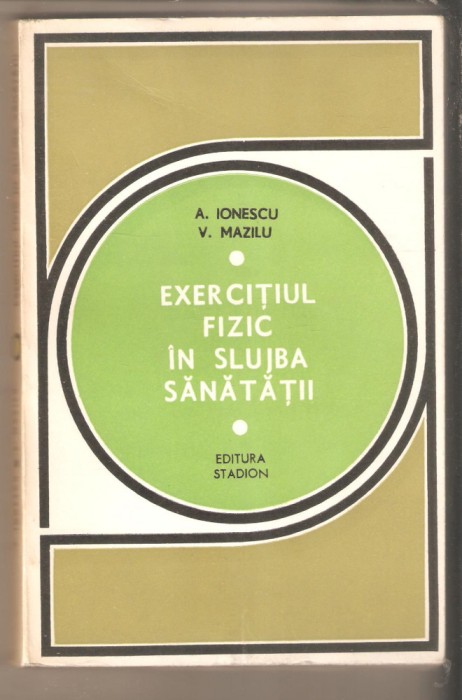 A. IONESCU
V. MAZILU
EXERCIȚIUL
FIZIC
ÎN SLUJBA
SĂNĂTĂȚII
EDITURA
STADION